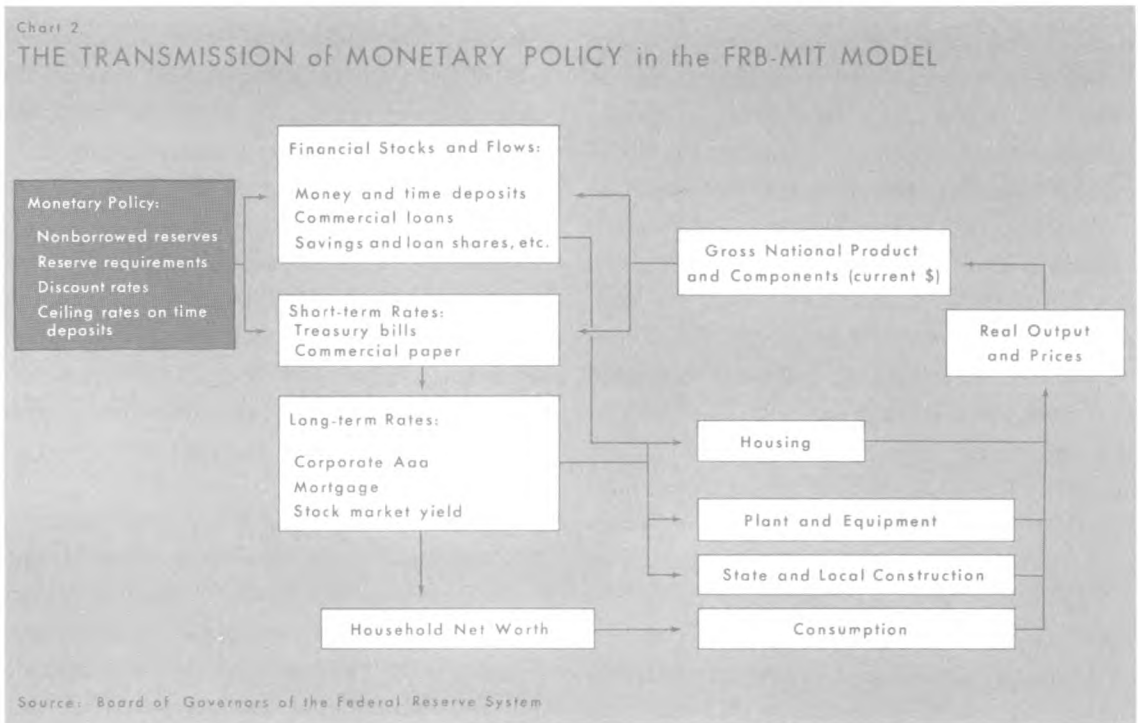 Chart 2
THE TRANSMISSION of MONETARY POLICY in the FRB-MIT MODEL
Financial Stocks and Flows:
Money and time deposits
Commercial loans
Savings and loan shares, etc.
Monetary Policy:
Nonborrowed reserves
Reserve requirements
Discount rates
Ceiling rates on time
deposits
Gross National Product
and Components (current $)
Short-term Rates:
Treasury bills
Commercial paper
Real Output
and Prices
Long-term Rates:
Corporate Aaa
Mortgage
Stock market yield
Housing
Plant and Equipment
State and Local Construction
Household Net Worth
Consumption
Source: Board of Governors of the Federal Reserve System